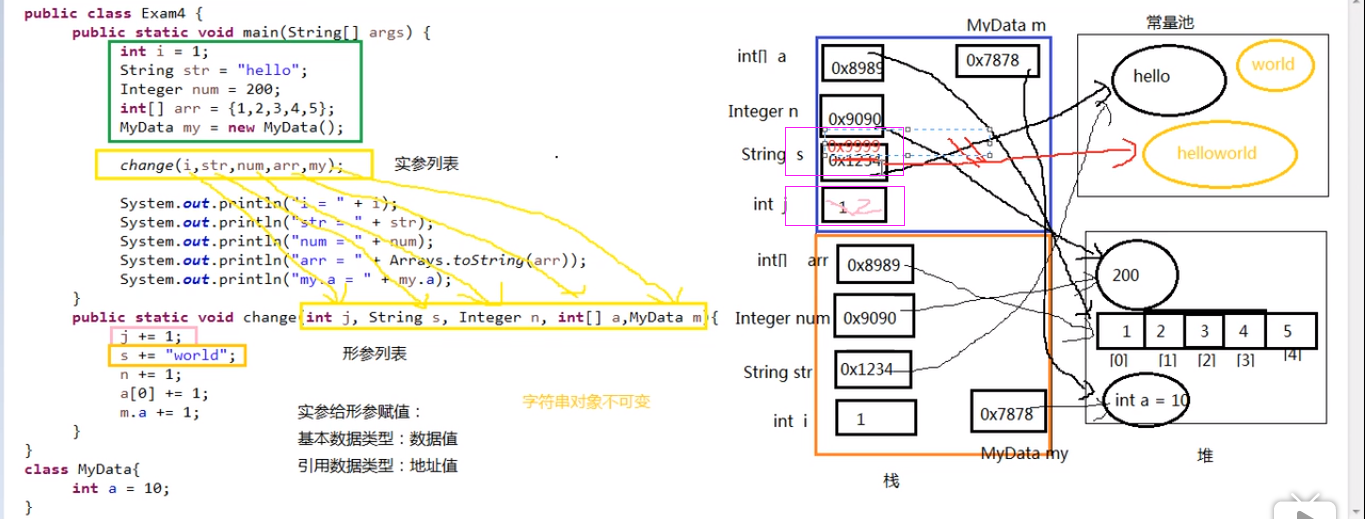 public class Exam4 {
public static void main(String[] args) {
int i = 1;
String str = "hello";
Integer num = 200;
int[] arr = {1,2,3,4,5};
MyData my = new MyData();
change(i,str,num,arr,my);
实参列表
System.out.println("i = " + i);
System.out.println("str = " + str);
System.out.println("num = " + num);
System.out.println("arr = " + Arrays.toString(arr));
System.out.println("my.a = " + my.a);
}
public static void change(int j, String s, Integer n, int[] a,MyData m){
j += 1;
s += "world";
n += 1;
a[0] += 1;
m.a += 1;
}
}
class MyData{
int a = 10;
}
形参列表
实参给形参赋值：
基本数据类型：数据值
引用数据类型：地址值
字符串对象不可变
MyData m
int[] a
0x8989
0x7878
Integer n
0x9090
String s
0x9999
0x1234
int j
1 2
int[] arr
0x8989
Integer num
0x9090
String str
0x1234
int i
1
0x7878
MyData my
栈
常量池
hello
world
helloworld
200
1 2 3 4 5
[0] [1] [2] [3] [4]
int a = 10
堆